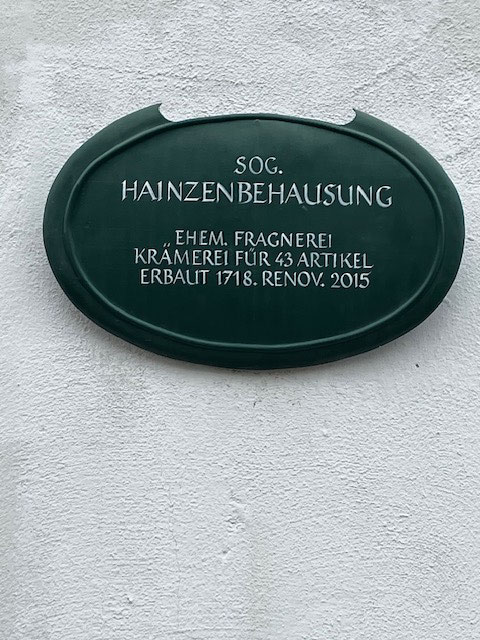 SOG.
HAINZENBEHAUSUNG
EHEM. FRAGNEREI
KRÄMEREI FÜR 43 ARTIKEL
ERBAUT 1718. RENOV. 2015